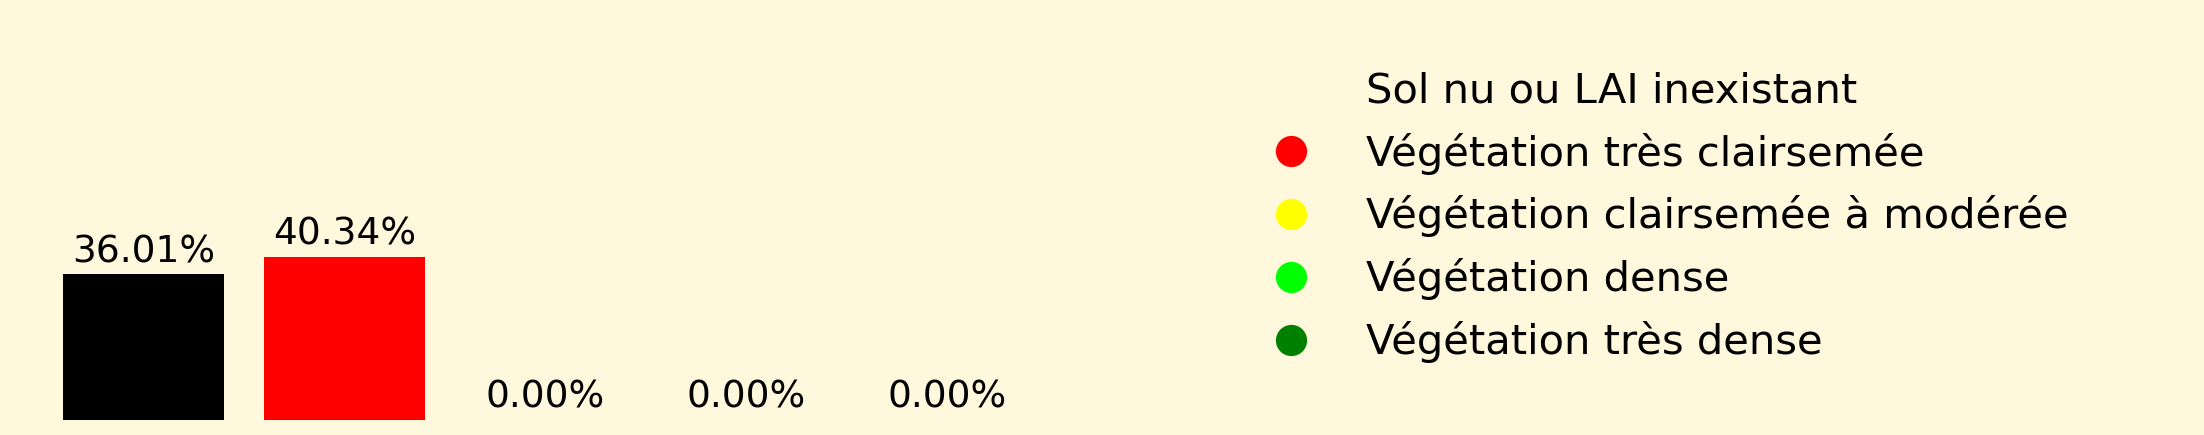 36.01%
40.34%
0.00%
0.00%
0.00%
Sol nu ou LAI inexistant
Végétation très clairsemée
Végétation clairsemée à modérée
Végétation dense
Végétation très dense